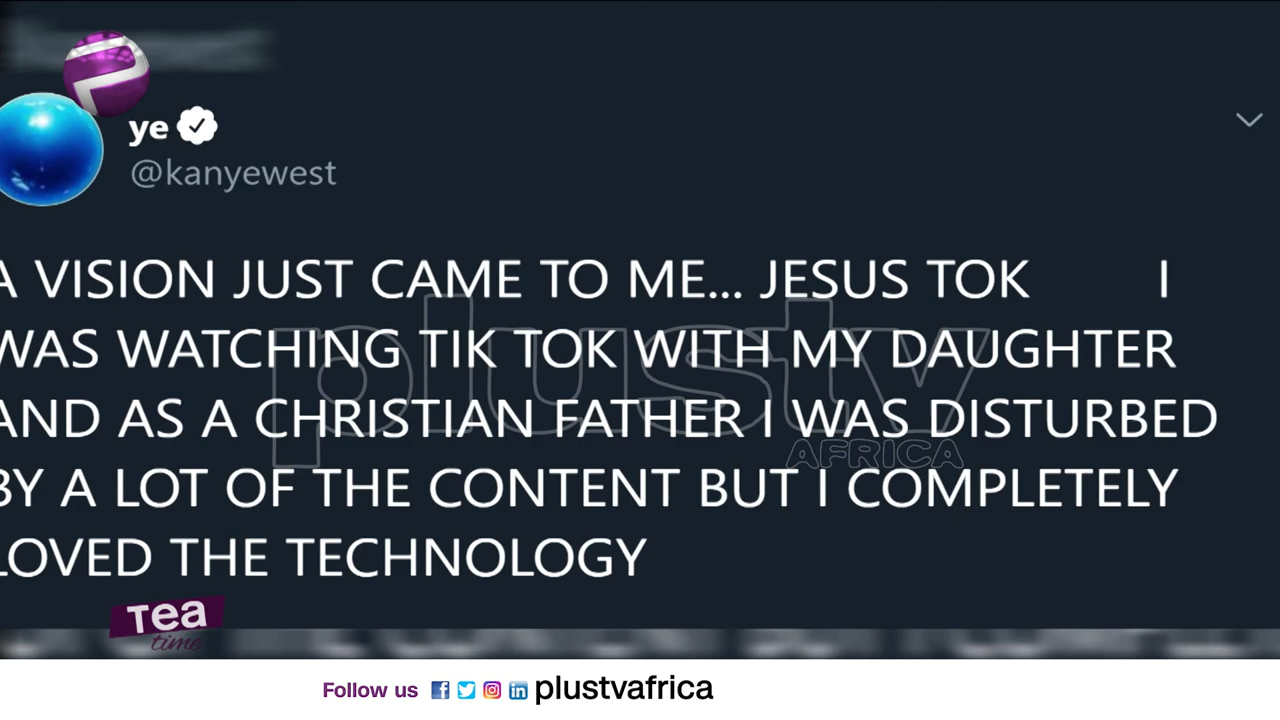 ye
@kanyewest
A VISION JUST CAME TO ME... JESUS TOK I
WAS WATCHING TIK TOK WITH MY DAUGHTER
AND AS A CHRISTIAN FATHER I WAS DISTURBED
BY A LOT OF THE CONTENT BUT I COMPLETELY
LOVED THE TECHNOLOGY
plustv
AFRICA
Tea
time
Follow us plustvafrica